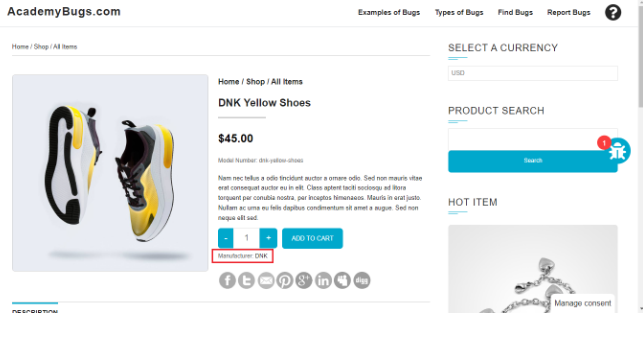 AcademyBugs.com
Examples of Bugs Types of Bugs Find Bugs Report Bugs ?
Home / Shop / All Items
Home / Shop / All Items
DNK Yellow Shoes
$45.00
Model Number: dnk-yellow-shoes
Nam nec tellus a odio tincidunt auctor a ornare odio. Sed non mauris vitae
erat consequat auctor eu in elit. Class aptent taciti sociosqu ad litora
torquent per conubia nostra, per inceptos himenaeos. Mauris in erat justo.
Nullam ac urna eu felis dapibus condimentum sit amet a augue. Sed non
neque elit sed.
- 1 + ADD TO CART
Manufacturer: DNK
f t g+ in digg
DESCRIPTION
SELECT A CURRENCY
USD
PRODUCT SEARCH
1
Search
HOT ITEM
Manage consent